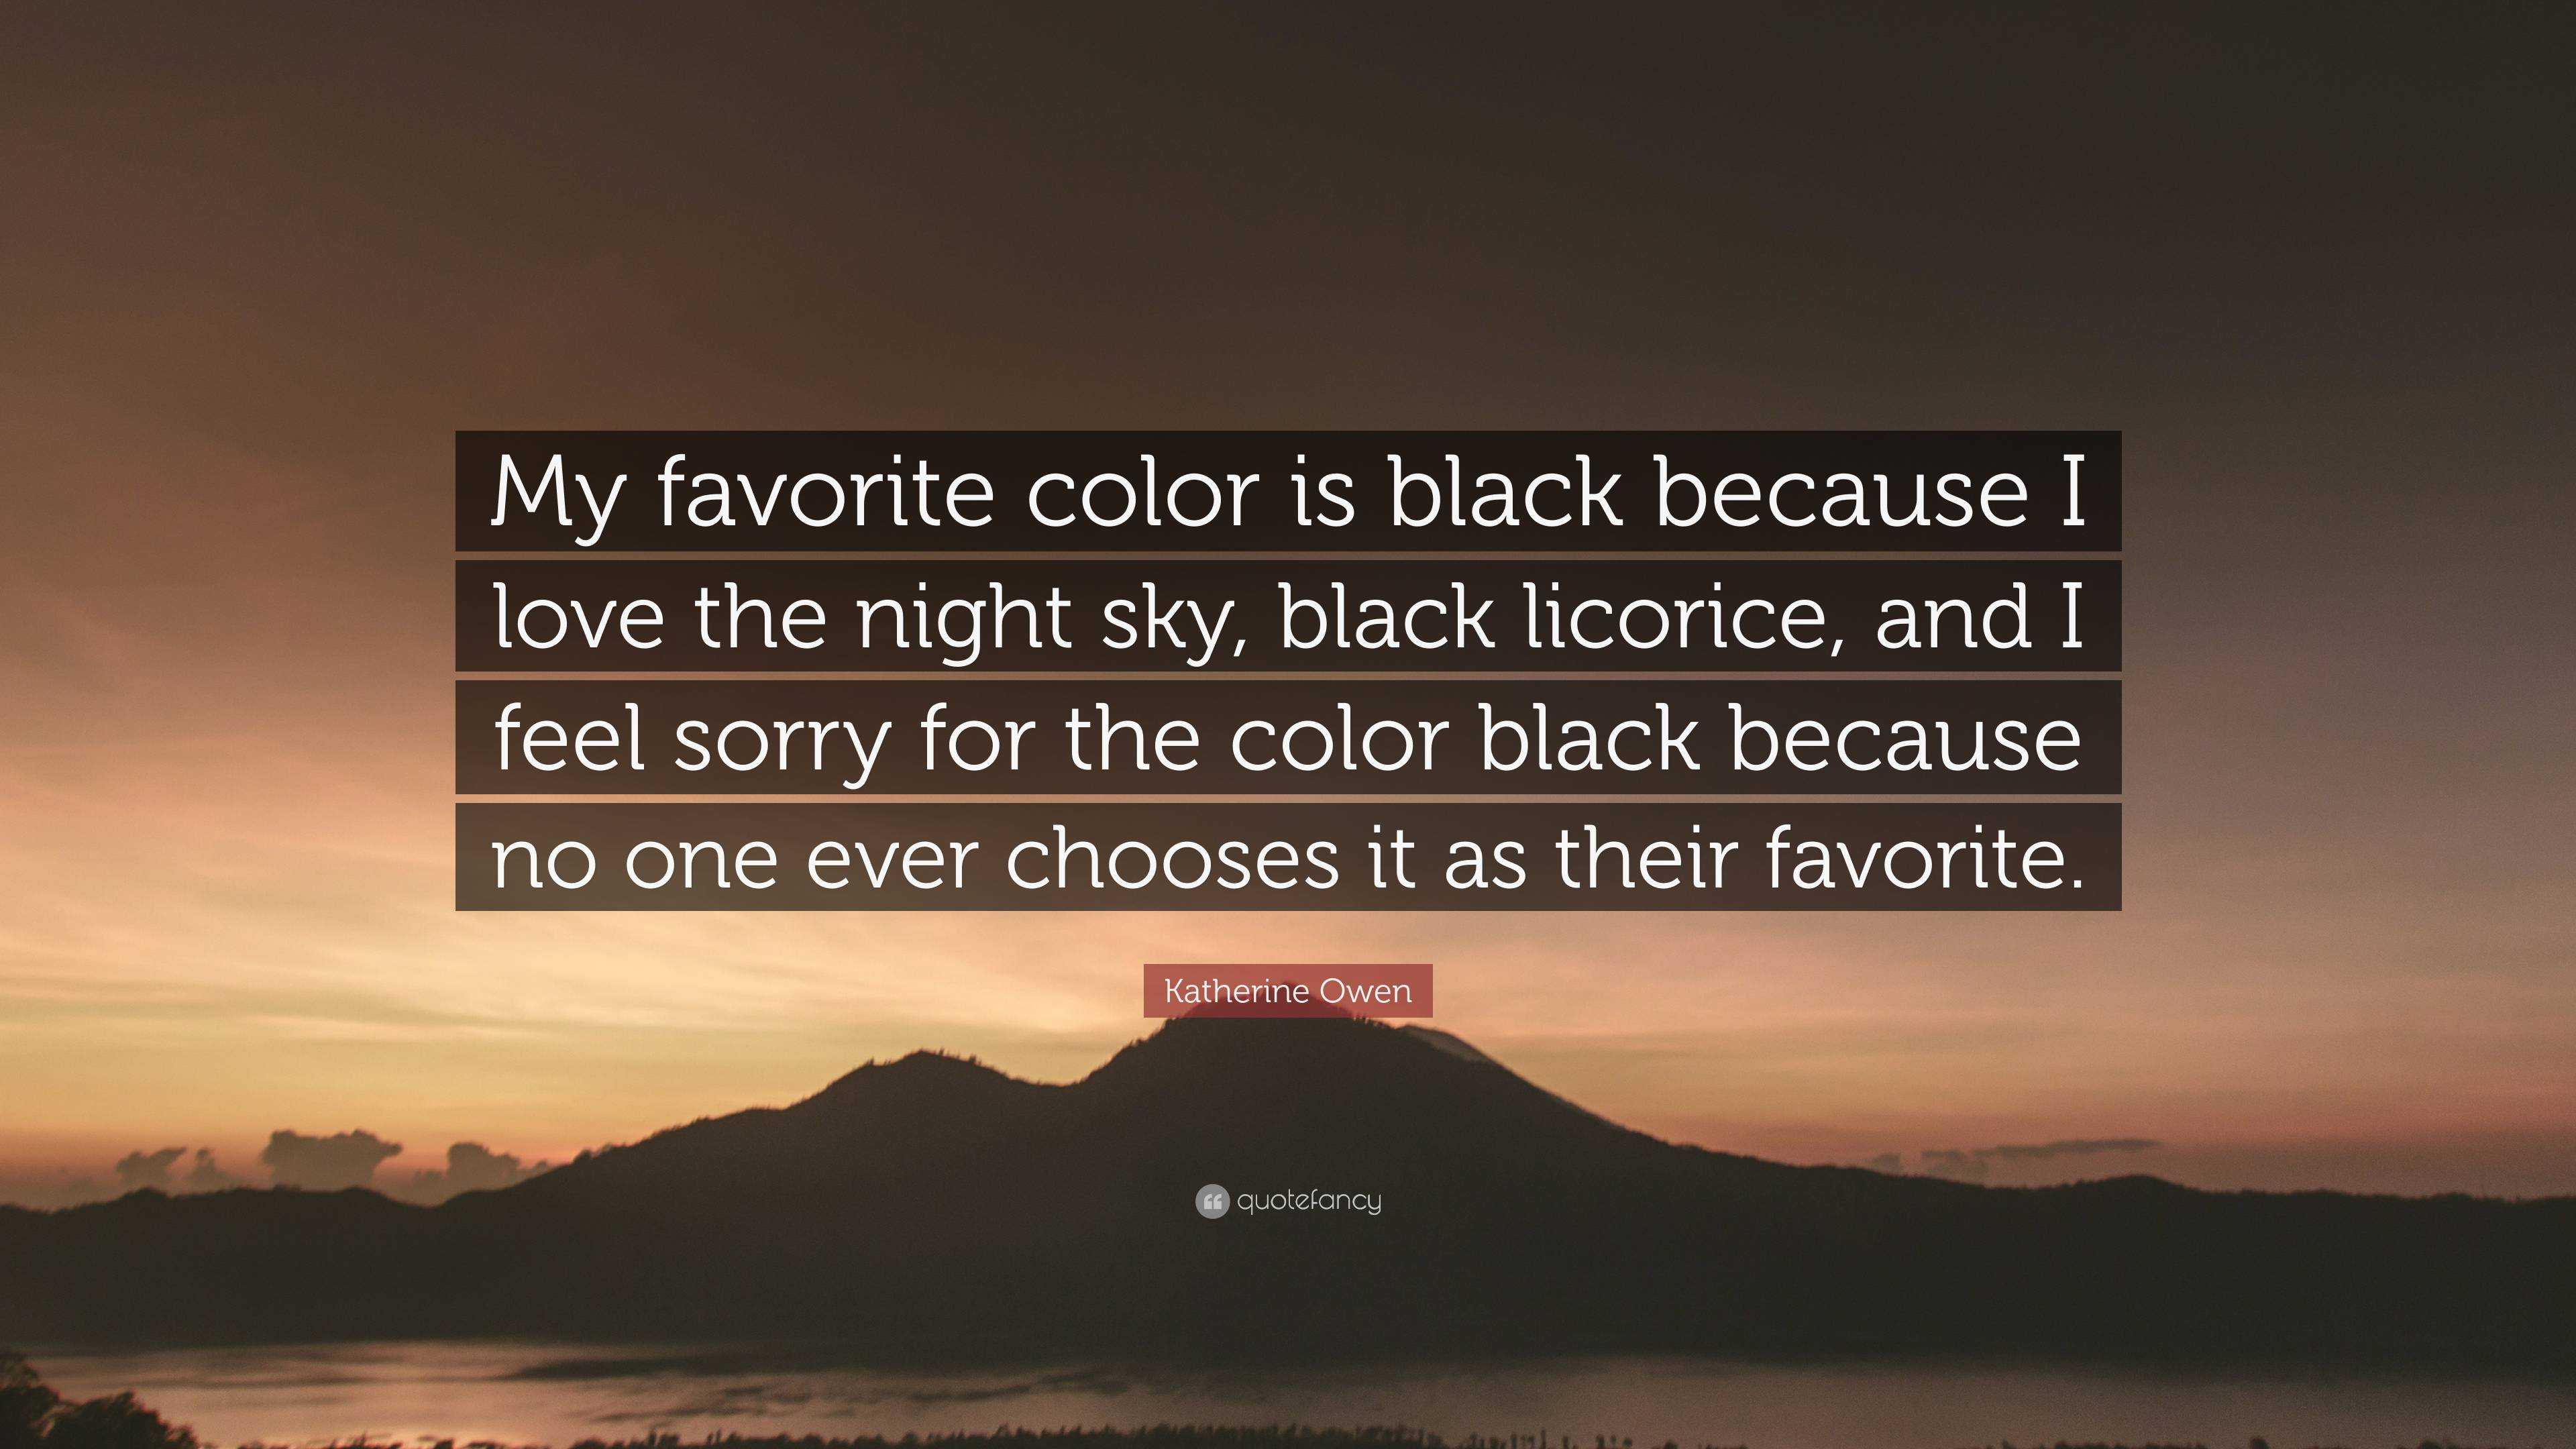 My favorite color is black because I
love the night sky, black licorice, and I
feel sorry for the color black because
no one ever chooses it as their favorite.
Katherine Owen
quotefancy